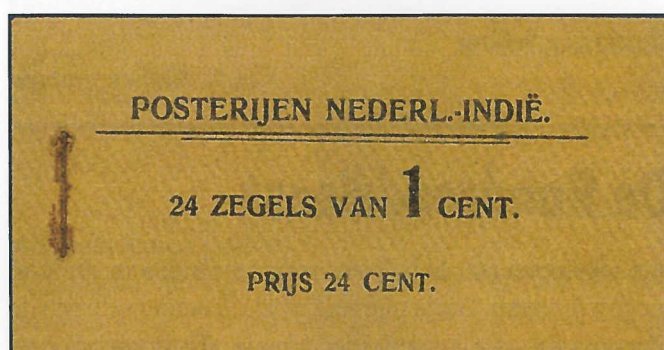 POSTERIJEN NEDERL.-INDIË.
24 ZEGELS VAN 1 CENT.
PRIJS 24 CENT.